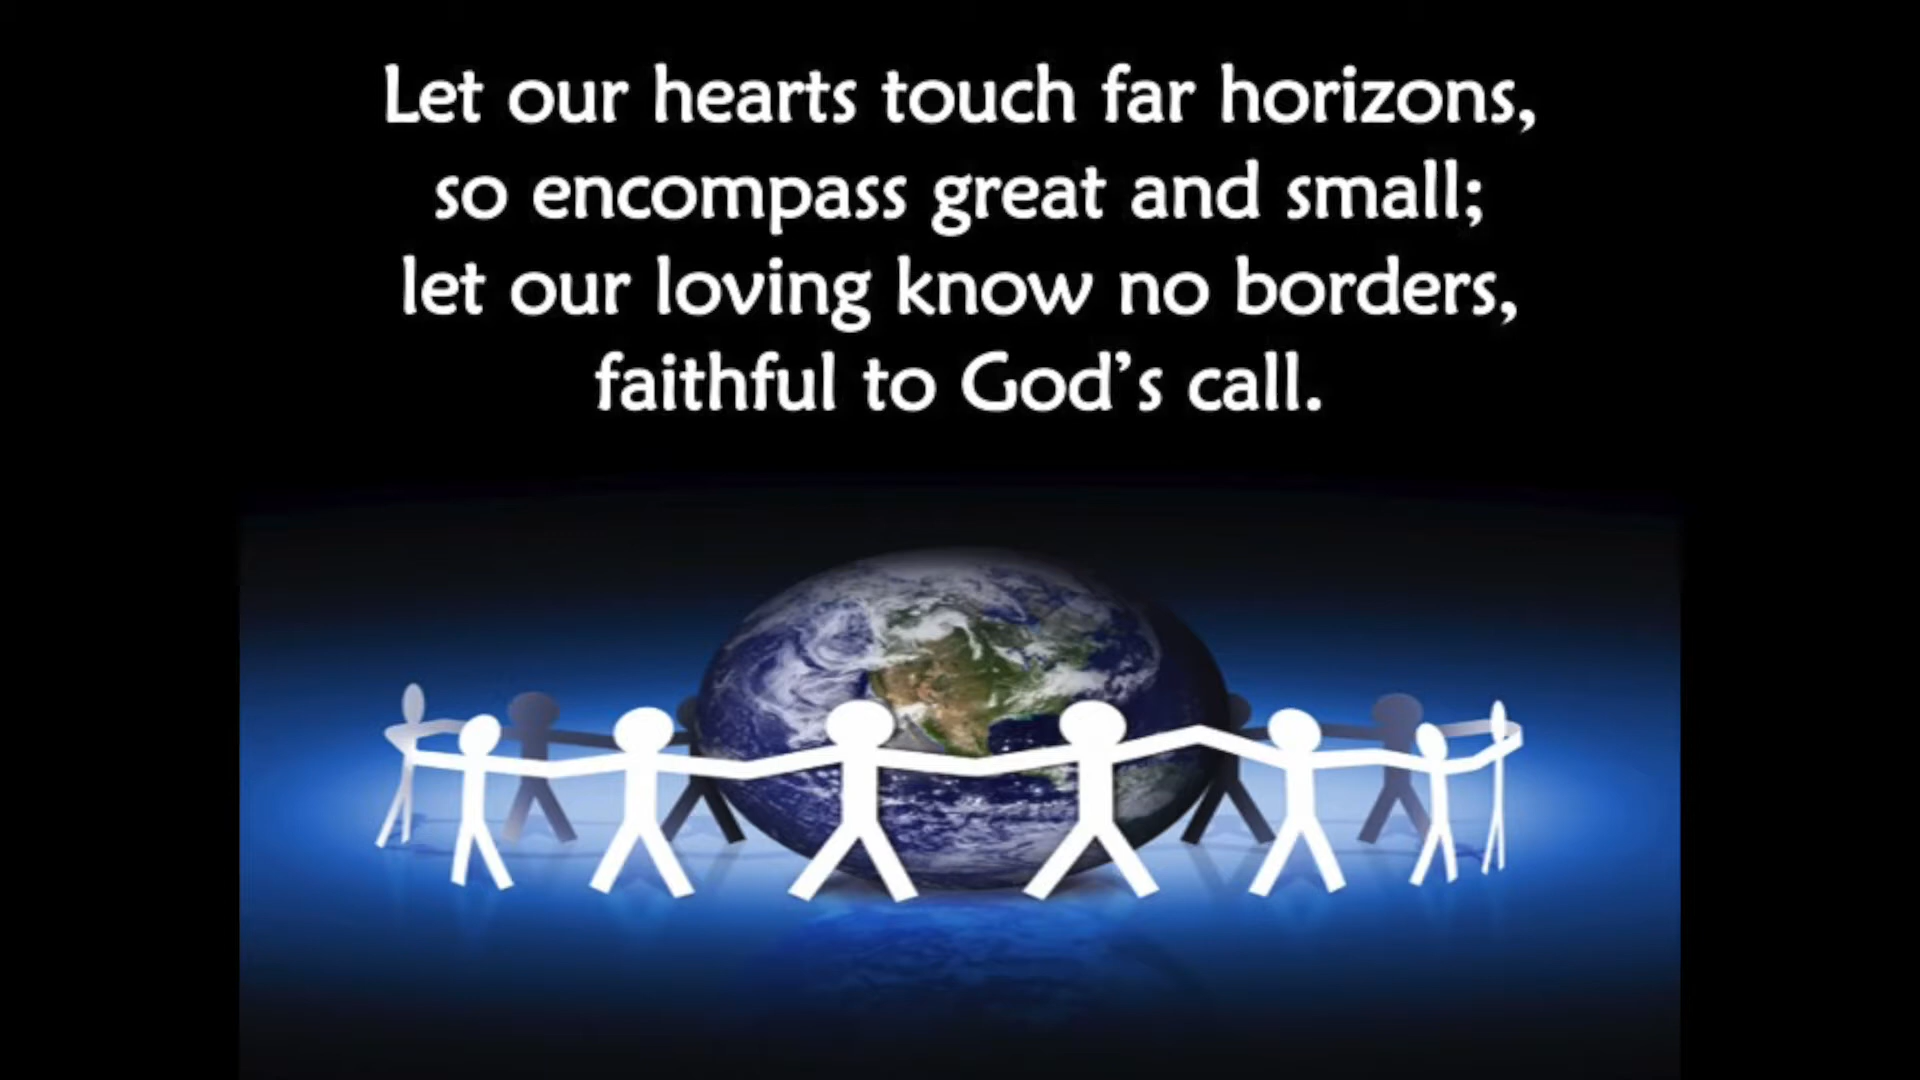 Let our hearts touch far horizons,
so encompass great and small;
let our loving know no borders,
faithful to God’s call.